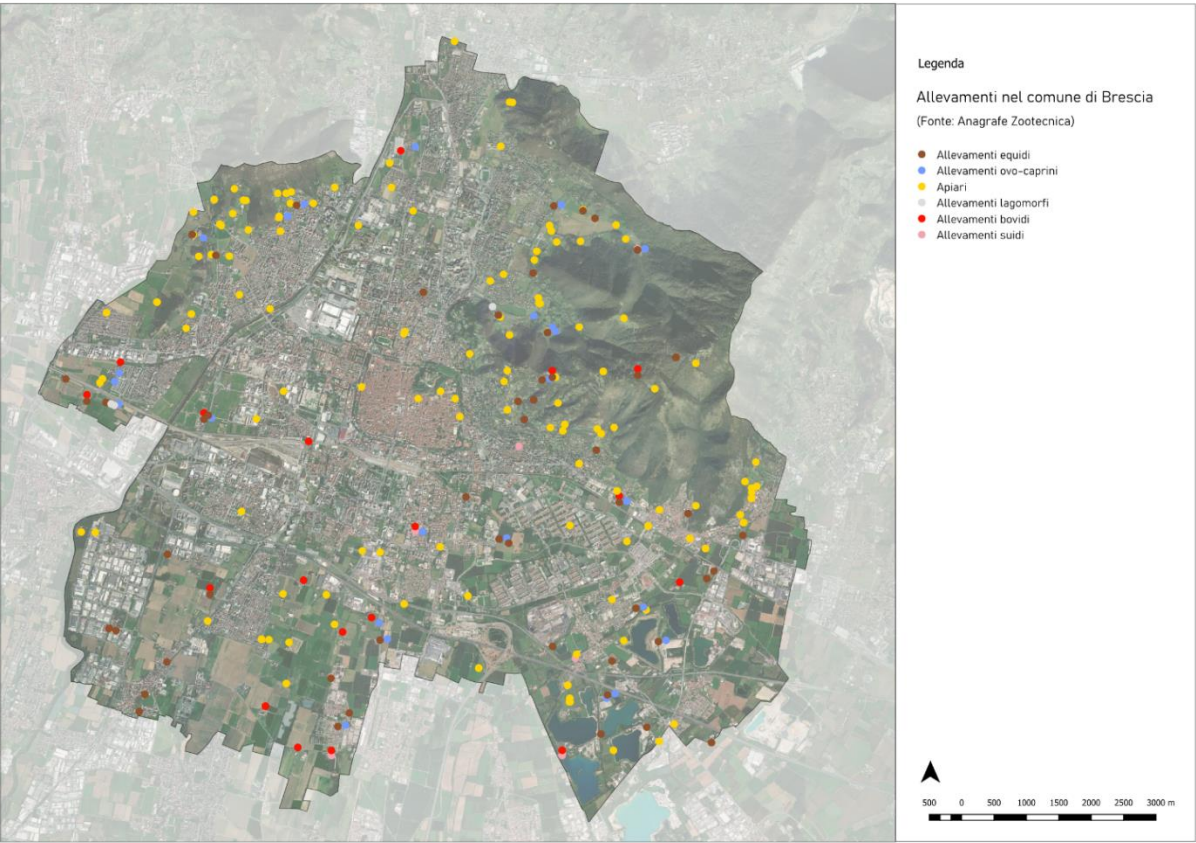 Legenda
Allevamenti nel comune di Brescia
(Fonte: Anagrafe Zootecnica)
Allevamenti equidi
Allevamenti ovo-caprini
Apiari
Allevamenti lagomorfi
Allevamenti bovidi
Allevamenti suidi
500 0 500 1000 1500 2000 2500 3000 m